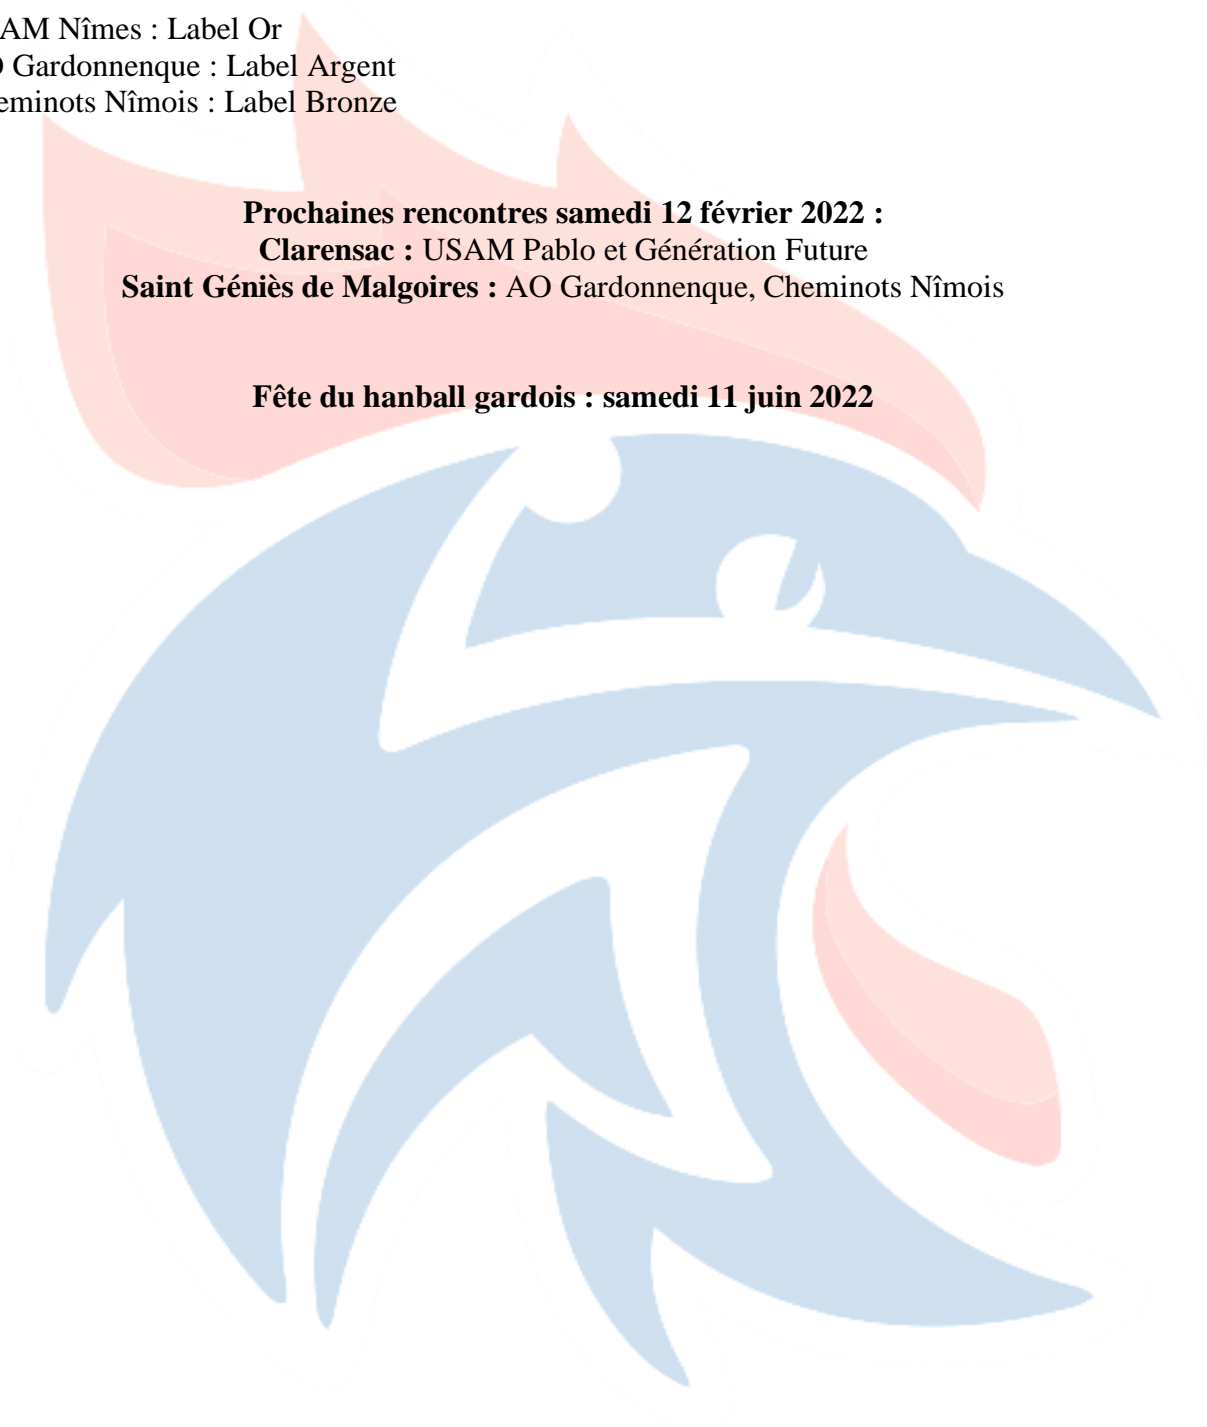 AM Nîmes : Label Or
Gardonnenque : Label Argent
eminots Nîmois : Label Bronze
Prochaines rencontres samedi 12 février 2022 :
Clarensac : USAM Pablo et Génération Future
Saint Géniès de Malgoires : AO Gardonnenque, Cheminots Nîmois
Fête du hanball gardois : samedi 11 juin 2022